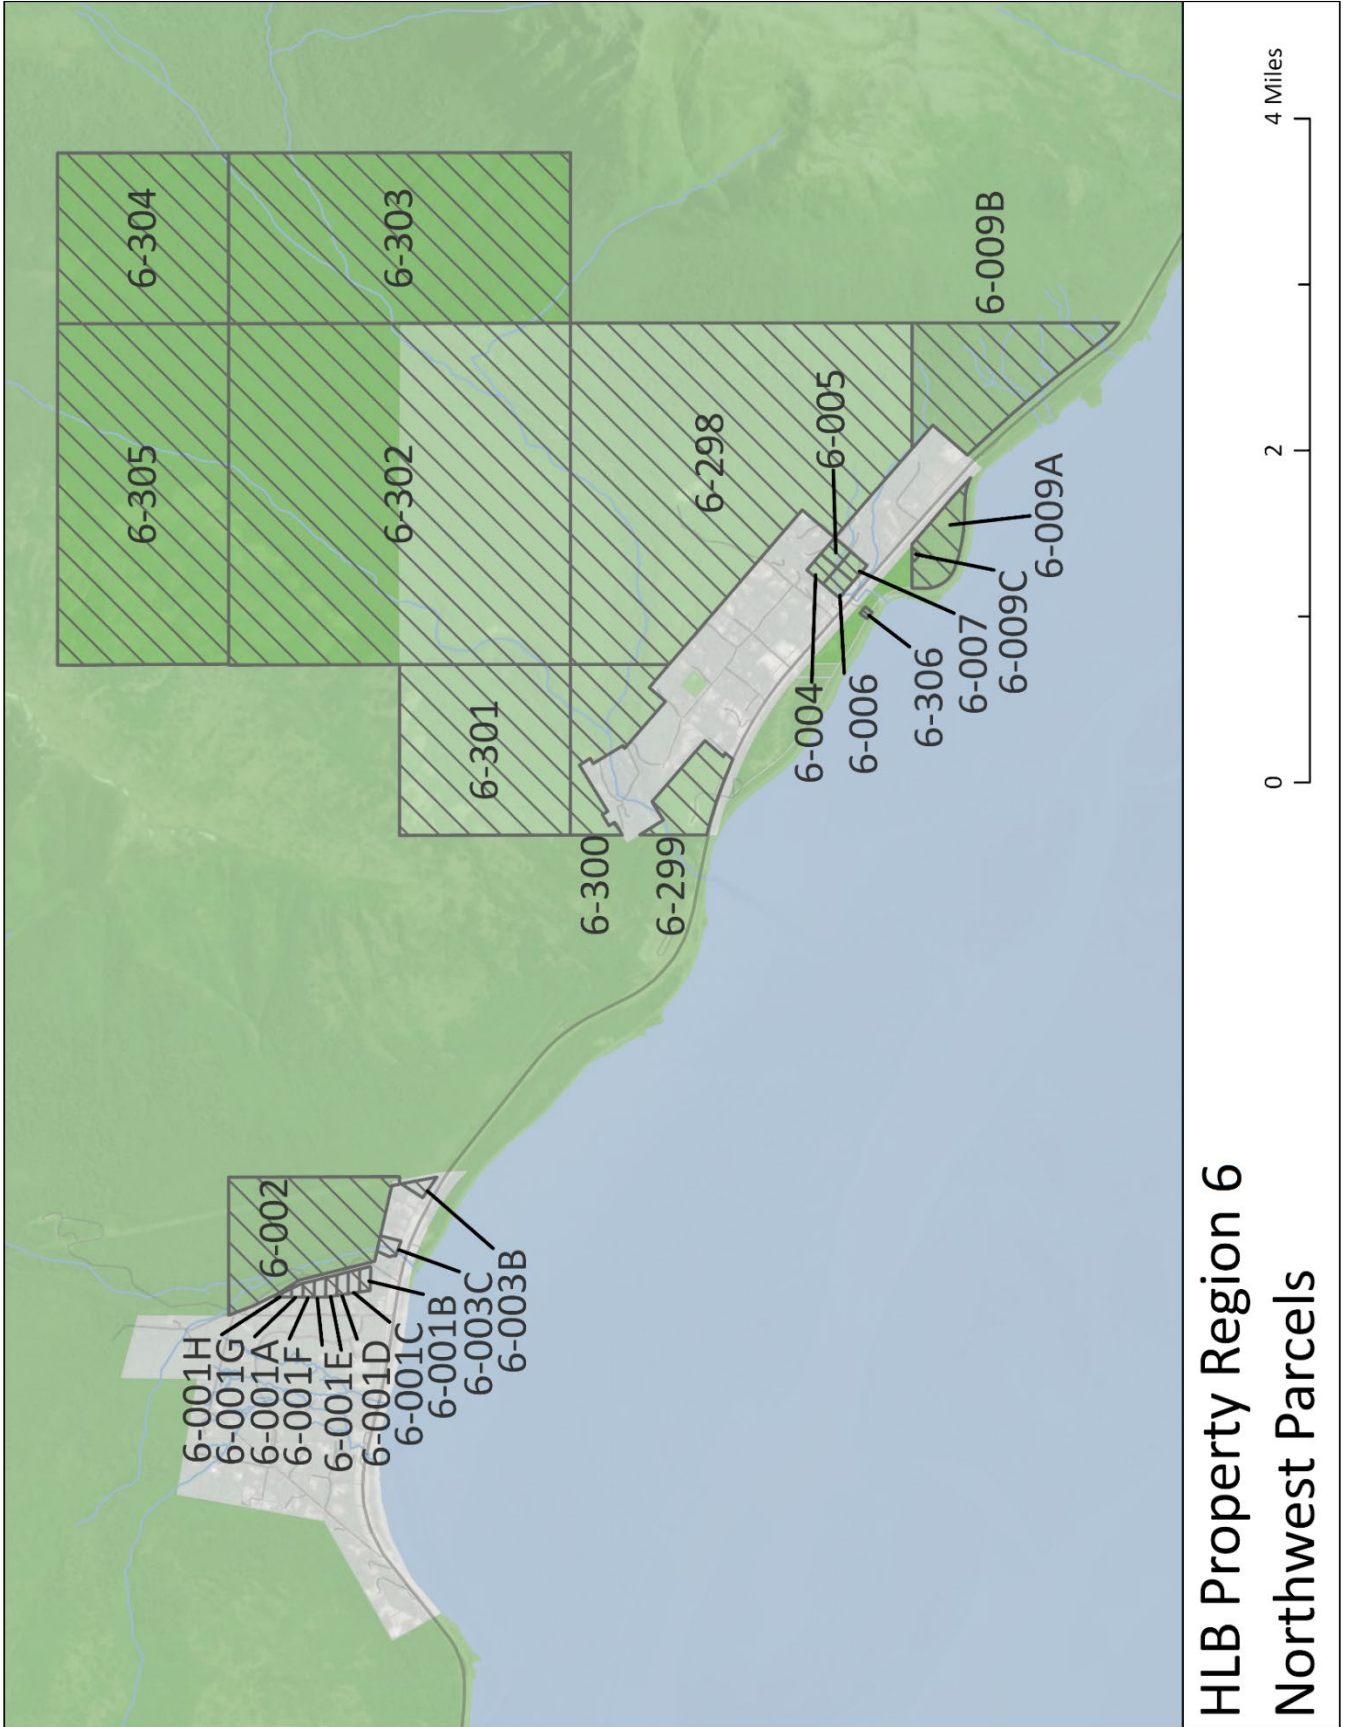 6-304
6-303
6-305
6-302
6-009B
6-298
6-005
6-301
6-009A
6-009C
6-007
6-306
6-006
6-004
6-300
6-299
6-002
6-001H
6-001G
6-001A
6-001F
6-001E
6-001D
6-001C
6-001B
6-003C
6-003B
HLB Property Region 6
Northwest Parcels
0 2 4 Miles